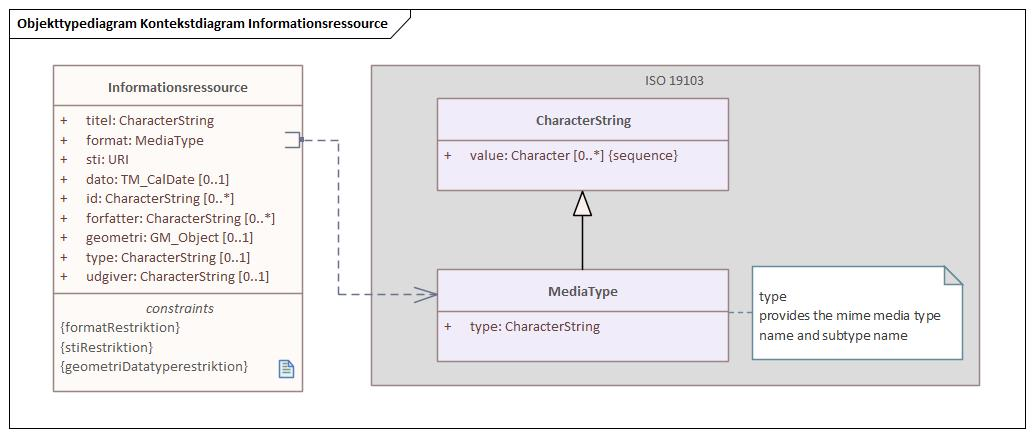 Objekttypediagram Kontekstdiagram Informationsressource
Informationsressource
+ titel: CharacterString
+ format: MediaType
+ sti: URI
+ dato: TM_CalDate [0..1]
+ id: CharacterString [0..*]
+ forfatter: CharacterString [0..*]
+ geometri: GM_Object [0..1]
+ type: CharacterString [0..1]
+ udgiver: CharacterString [0..1]
constraints
{formatRestriktion}
{stiRestriktion}
{geometriDatatyperestriktion}
ISO 19103
CharacterString
+ value: Character [0..*] {sequence}
MediaType
+ type: CharacterString
type
provides the mime media type
name and subtype name